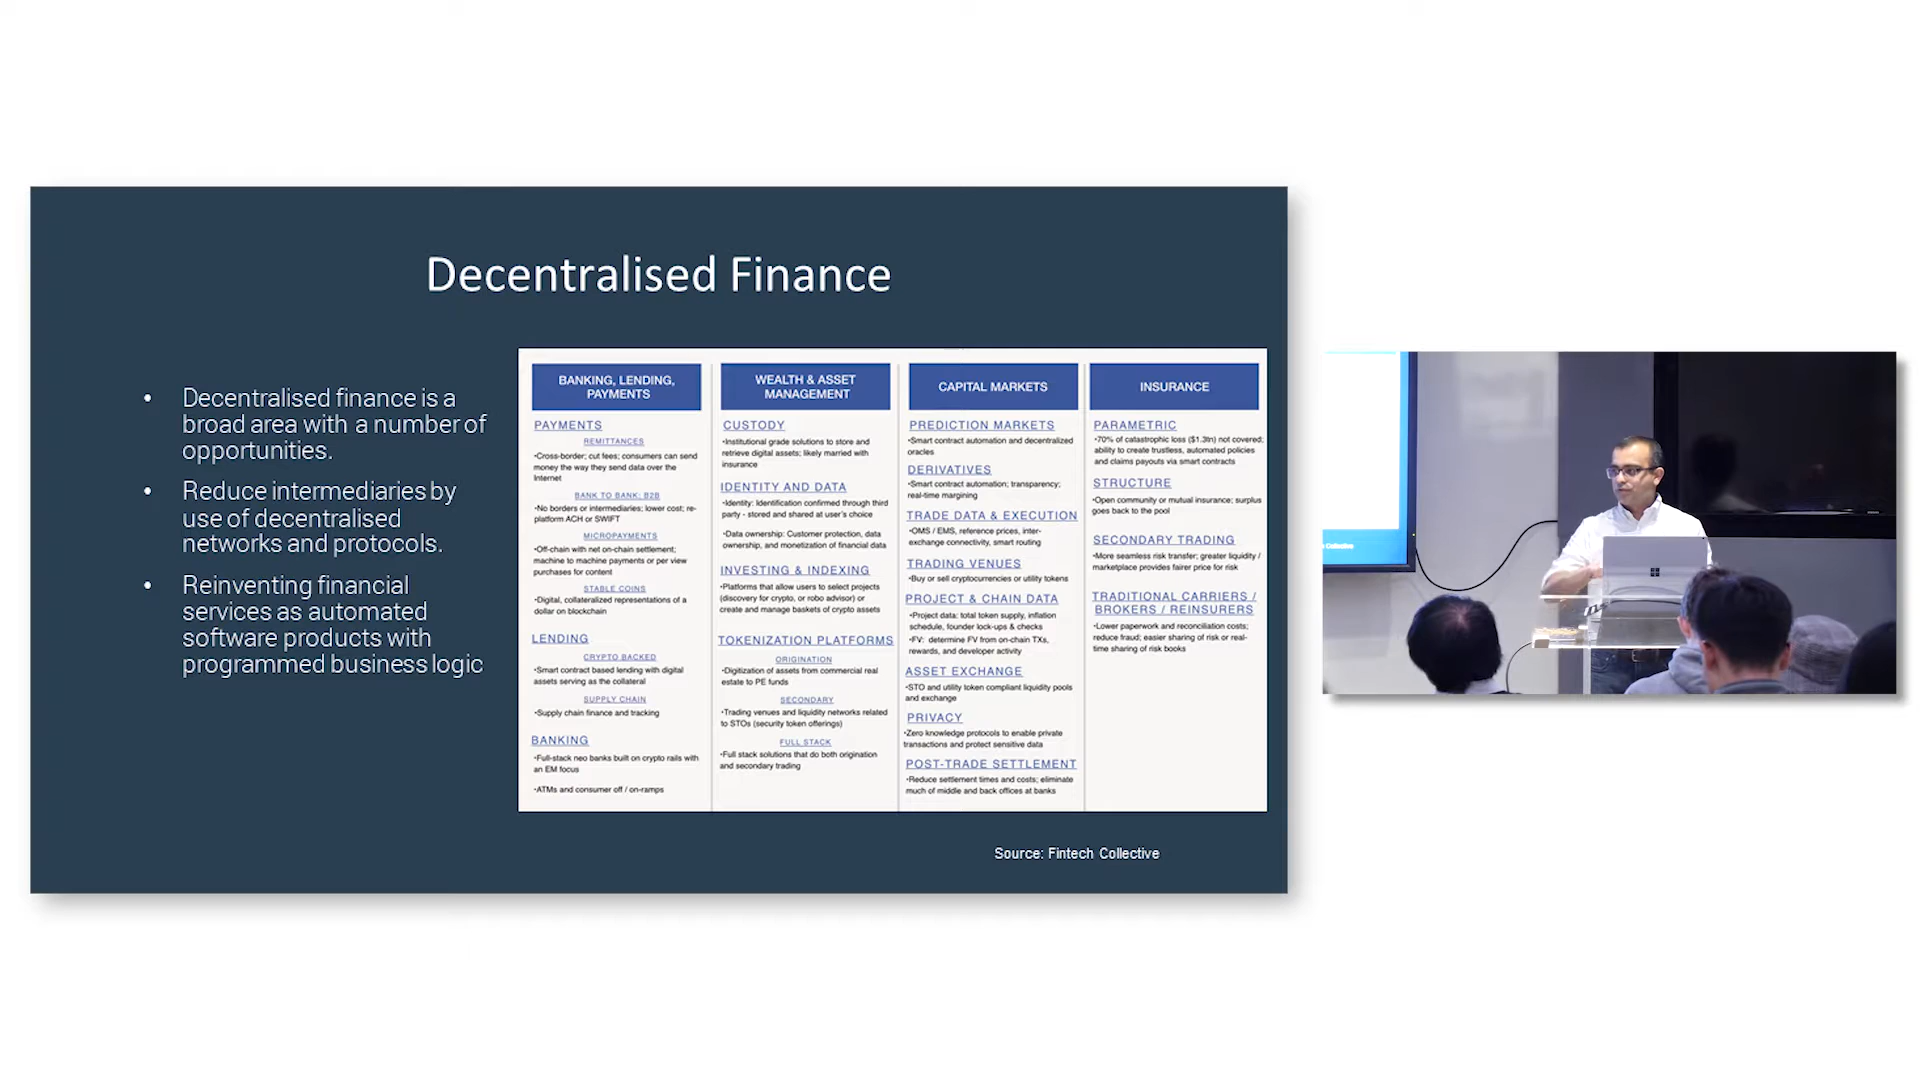 Decentralised Finance
• Decentralised finance is a
broad area with a number of
opportunities.
• Reduce intermediaries by
use of decentralised
networks and protocols.
• Reinventing financial
services as automated
software products with
programmed business logic
BANKING, LENDING,
PAYMENTS
PAYMENTS
REMITTANCES
•Cross-border; cut fees; consumers can send
money the way they send data over the
Internet
BANK TO BANK; B2B
•No borders or intermediaries; lower cost; re-
platform ACH or SWIFT
MICROPAYMENTS
•Off-chain with net on-chain settlement;
machine to machine payments or per view
purchases for content
STABLE COINS
•Digital, collateralized representations of a
dollar on blockchain
LENDING
CRYPTO BACKED
•Smart contract based lending with digital
assets serving as the collateral
SUPPLY CHAIN
•Supply chain finance and tracking
BANKING
•Full-stack neo banks built on crypto rails with
an EM focus
•ATMs and consumer off / on-ramps
WEALTH & ASSET
MANAGEMENT
CUSTODY
•Institutional grade solutions to store and
retrieve digital assets; likely married with
insurance
IDENTITY AND DATA
•Identity: Identification confirmed through third
party - stored and shared at user's choice
•Data ownership: Customer protection, data
ownership, and monetization of financial data
INVESTING & INDEXING
•Platforms that allow users to select projects
(discovery for crypto, or robo advisor) or
create and manage baskets of crypto assets
TOKENIZATION PLATFORMS
ORIGINATION
•Digitization of assets from commercial real
estate to PE funds
SECONDARY
•Trading venues and liquidity networks related
to STOs (security token offerings)
FULL STACK
•Full stack solutions that do both origination
and secondary trading
CAPITAL MARKETS
PREDICTION MARKETS
•Smart contract automation and decentralized
oracles
DERIVATIVES
•Smart contract automation; transparency;
real-time margining
TRADE DATA & EXECUTION
•OMS / EMS, reference prices, inter-
exchange connectivity, smart routing
TRADING VENUES
•Buy or sell cryptocurrencies or utility tokens
PROJECT & CHAIN DATA
•Project data: total token supply, inflation
schedule, founder lock-ups & checks
•FV: determine FV from on-chain TXs,
rewards, and developer activity
ASSET EXCHANGE
•STO and utility token compliant liquidity pools
and exchange
PRIVACY
•Zero knowledge protocols to enable private
transactions and protect sensitive data
POST-TRADE SETTLEMENT
•Reduce settlement times and costs; eliminate
much of middle and back offices at banks
INSURANCE
PARAMETRIC
•70% of catastrophic loss ($1.3tn) not covered;
ability to create trustless, automated policies
and claims payouts via smart contracts
STRUCTURE
•Open community or mutual insurance; surplus
goes back to the pool
SECONDARY TRADING
•More seamless risk transfer; greater liquidity /
marketplace provides fairer price for risk
TRADITIONAL CARRIERS /
BROKERS / REINSURERS
•Lower paperwork and reconciliation costs;
reduce fraud; easier sharing of risk or real-
time sharing of risk books
Source: Fintech Collective
Collective